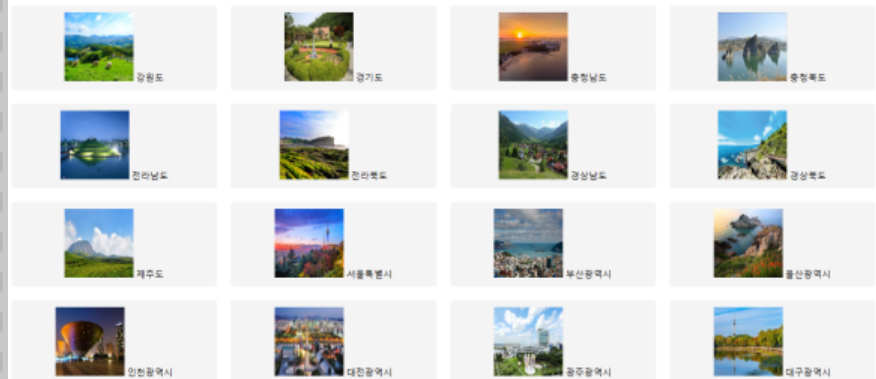 강원도
경기도
충청남도
충청북도
전라남도
전라북도
경상남도
경상북도
제주도
서울특별시
부산광역시
울산광역시
인천광역시
대전광역시
광주광역시
대구광역시